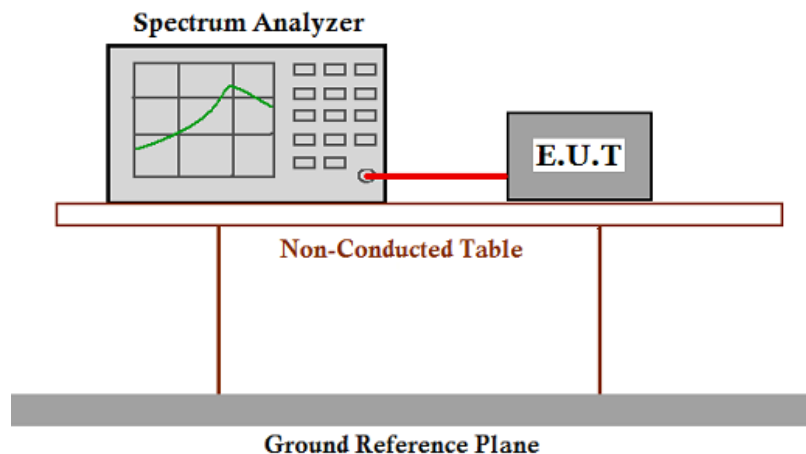 Spectrum Analyzer
E.U.T
Non-Conducted Table
Ground Reference Plane